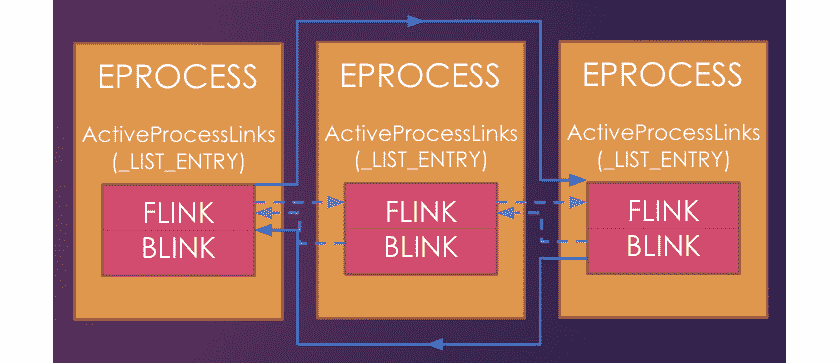 EPROCESS
ActiveProcessLinks
(_LIST_ENTRY)
FLINK
BLINK
EPROCESS
ActiveProcessLinks
(_LIST_ENTRY)
FLINK
BLINK
EPROCESS
ActiveProcessLinks
(_LIST_ENTRY)
FLINK
BLINK